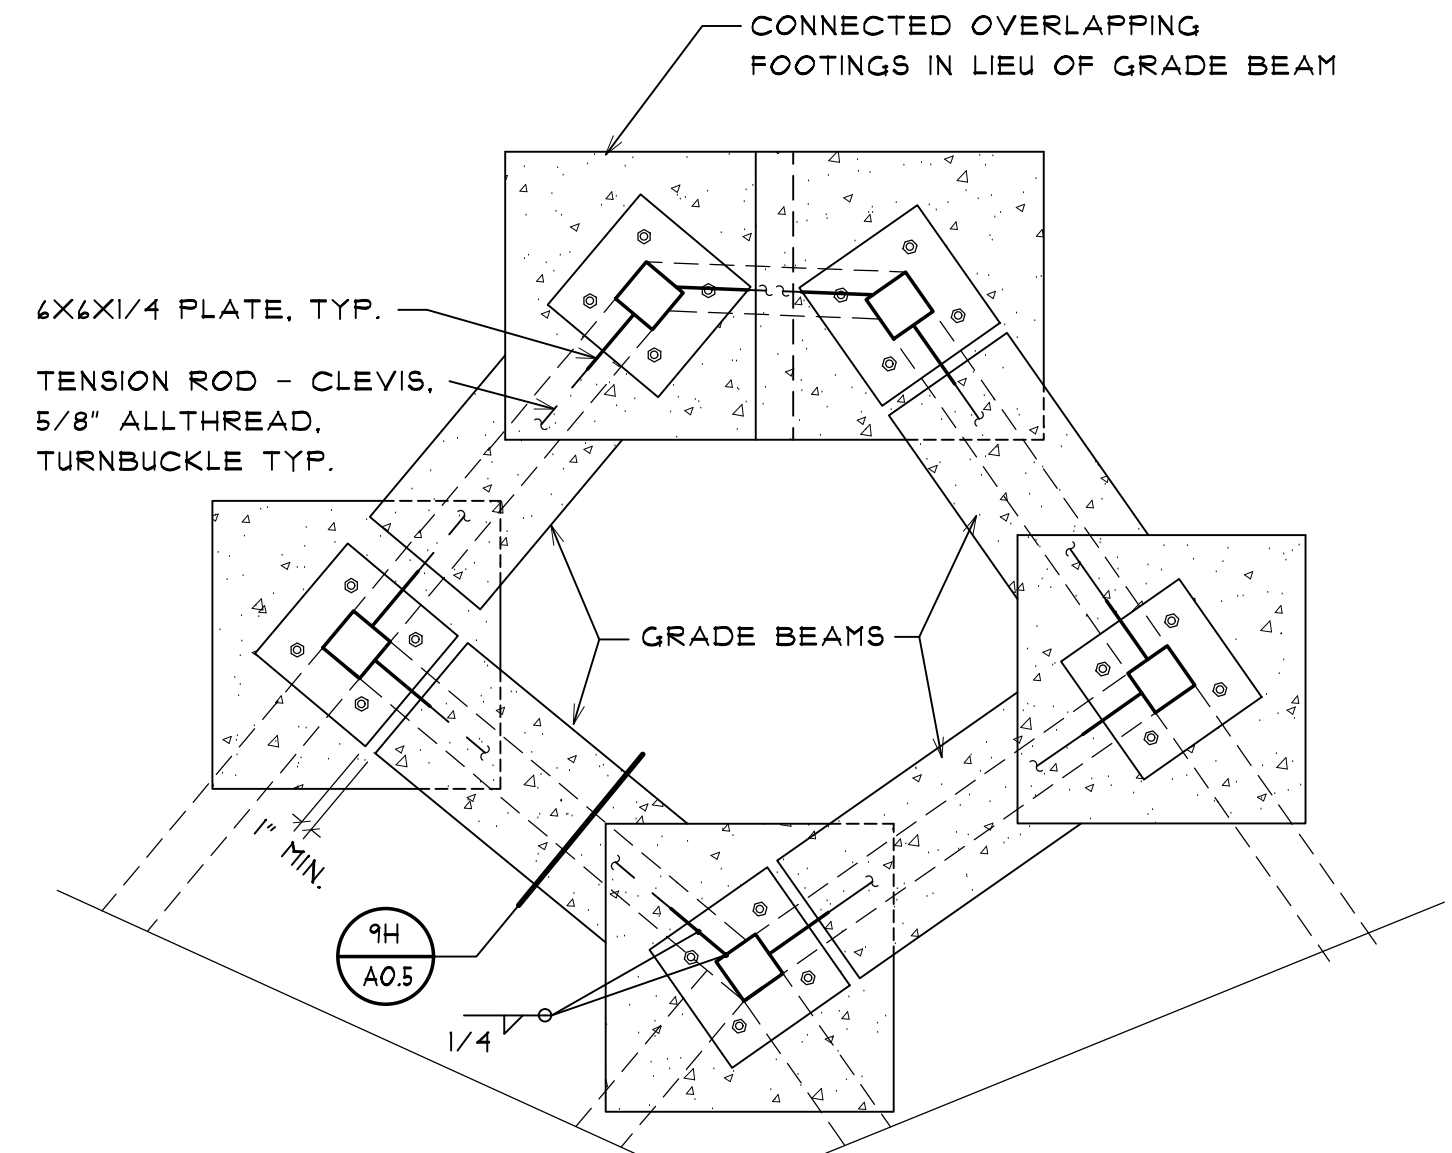 CONNECTED OVERLAPPING
FOOTINGS IN LIEU OF GRADE BEAM
6X6X1/4 PLATE, TYP.
TENSION ROD - CLEVIS,
5/8" ALLTHREAD,
TURNBUCKLE TYP.
GRADE BEAMS
1" MIN.
9H
A0.5
1/4